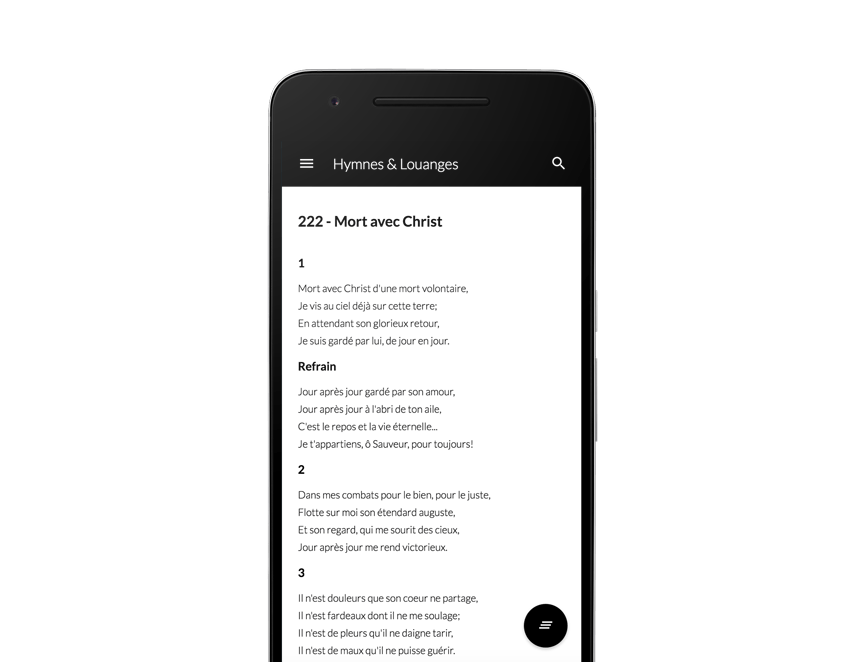 Hymnes & Louanges
222 - Mort avec Christ
1
Mort avec Christ d'une mort volontaire,
Je vis au ciel déjà sur cette terre;
En attendant son glorieux retour,
Je suis gardé par lui, de jour en jour.
Refrain
Jour après jour gardé par son amour,
Jour après jour à l'abri de ton aile,
C'est le repos et la vie éternelle...
Je t'appartiens, ô Sauveur, pour toujours!
2
Dans mes combats pour le bien, pour le juste,
Flotte sur moi son étendard auguste,
Et son regard, qui me sourit des cieux,
Jour après jour me rend victorieux.
3
Il n'est douleurs que son coeur ne partage,
Il n'est fardeaux dont il ne me soulage;
Il n'est de pleurs qu'il ne daigne tarir,
Il n'est de maux qu'il ne puisse guérir.